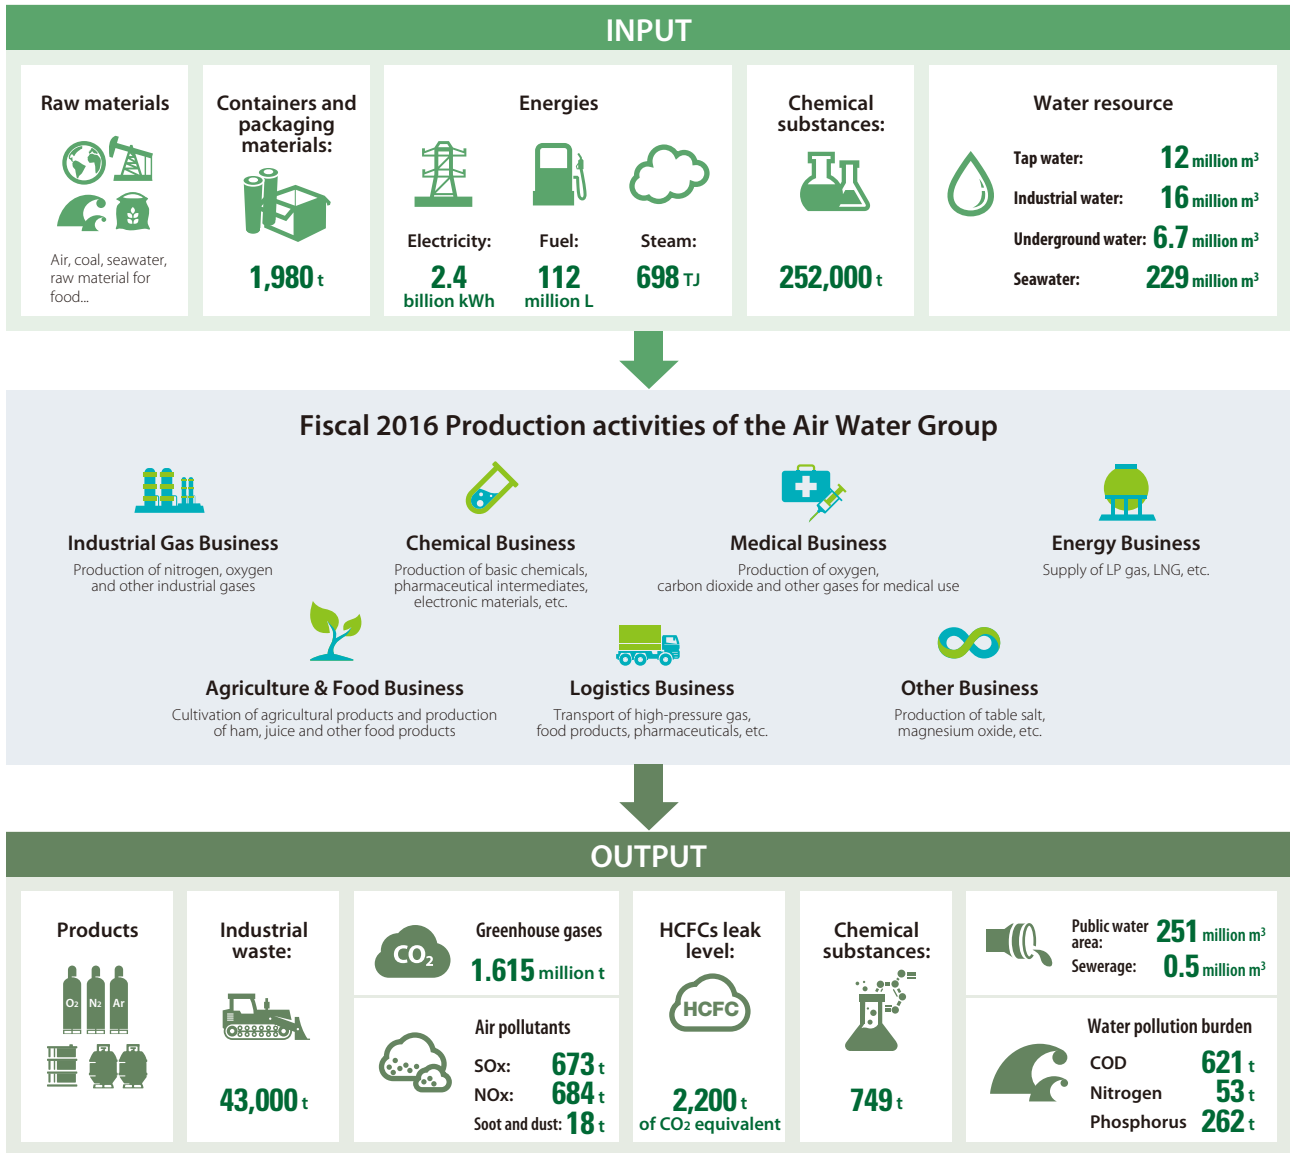 INPUT
Raw materials
Air, coal, seawater,
raw material for
food...
Containers and
packaging
materials:
1,980 t
Energies
Electricity:
2.4
billion kWh
Fuel:
112
million L
Steam:
698 TJ
Chemical
substances:
252,000 t
Water resource
Tap water: 12 million m³
Industrial water: 16 million m³
Underground water: 6.7 million m³
Seawater: 229 million m³
Fiscal 2016 Production activities of the Air Water Group
Industrial Gas Business
Production of nitrogen, oxygen
and other industrial gases
Chemical Business
Production of basic chemicals,
pharmaceutical intermediates,
electronic materials, etc.
Medical Business
Production of oxygen,
carbon dioxide and other gases for medical use
Energy Business
Supply of LP gas, LNG, etc.
Agriculture & Food Business
Cultivation of agricultural products and production
of ham, juice and other food products
Logistics Business
Transport of high-pressure gas,
food products, pharmaceuticals, etc.
Other Business
Production of table salt,
magnesium oxide, etc.
OUTPUT
Products
O₂ N₂ Ar
Industrial
waste:
43,000 t
CO₂
Greenhouse gases
1.615 million t
Air pollutants
SOx: 673 t
NOx: 684 t
Soot and dust: 18 t
HCFCs leak
level:
HCFC
2,200 t
of CO₂ equivalent
Chemical
substances:
749 t
Public water
area: 251 million m³
Sewerage: 0.5 million m³
Water pollution burden
COD 621 t
Nitrogen 53 t
Phosphorus 262 t